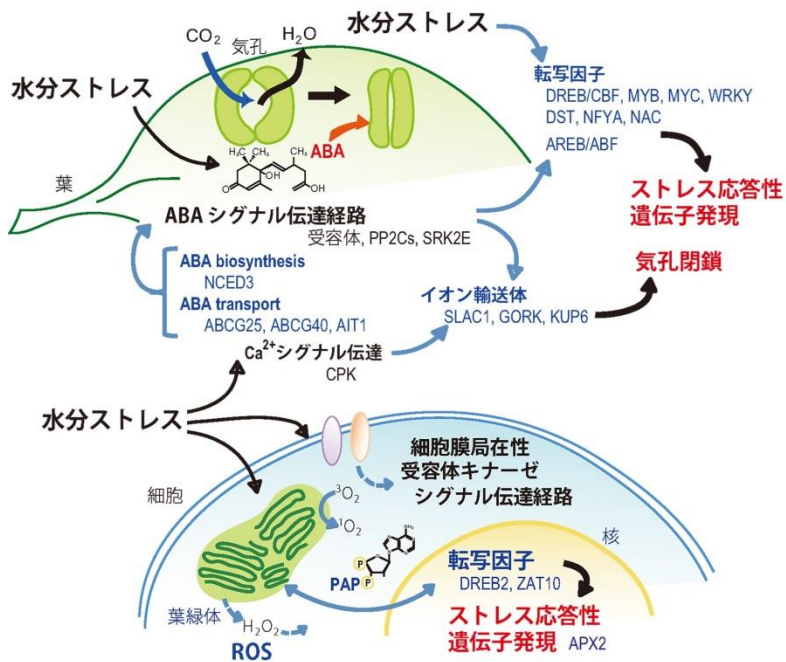 水分ストレス
CO₂
気孔
H₂O
水分ストレス
ABA
葉
H₃C
CH₃
CH₃
OH
O
CH₃
O
OH
ABA シグナル伝達経路
受容体, PP2Cs, SRK2E
ABA biosynthesis
NCED3
ABA transport
ABCG25, ABCG40, AIT1
Ca²⁺シグナル伝達
CPK
転写因子
DREB/CBF, MYB, MYC, WRKY
DST, NFYA, NAC
AREB/ABF
ストレス応答性
遺伝子発現
気孔閉鎖
イオン輸送体
SLAC1, GORK, KUP6
水分ストレス
細胞膜局在性
受容体キナーゼ
シグナル伝達経路
細胞
³O₂
¹O₂
葉緑体
H₂O₂
ROS
NH₂
P
P
PAP
核
転写因子
DREB2, ZAT10
ストレス応答性
遺伝子発現 APX2